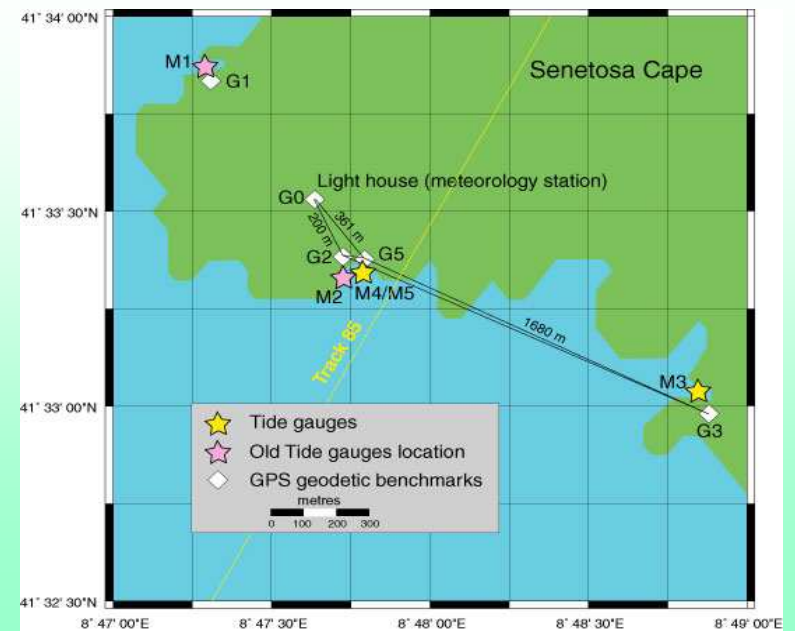 41° 34' 00"N
M1
G1
Senetosa Cape
Light house (meteorology station)
41° 33' 30"N
G0
200 m
361 m
G2
G5
M2
M4/M5
1680 m
Track 85
M3
G3
41° 33' 00"N
Tide gauges
Old Tide gauges location
GPS geodetic benchmarks
metres
0 100 200 300
41° 32' 30"N
8° 47' 00"E 8° 47' 35"E 8° 48' 00"E 8° 48' 50"E 8° 49' 00"E